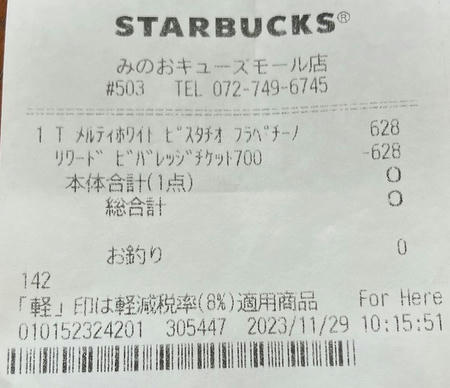 STARBUCKS®
みのおキューズモール店
#503 TEL 072-749-6745
1 T ﾒﾙﾃｨﾎﾜｲﾄ ﾋﾟｽﾀﾁｵ ﾌﾗﾍﾟﾁｰﾉ 628
ﾘﾜｰﾄﾞ ﾋﾞﾊﾞﾚｯｼﾞﾁｹｯﾄ700 -628
本体合計(1点) 0
総合計 0
お釣り 0
142
「軽」印は軽減税率(8%)適用商品 For Here
010152324201 305447 2023/11/29 10:15:51